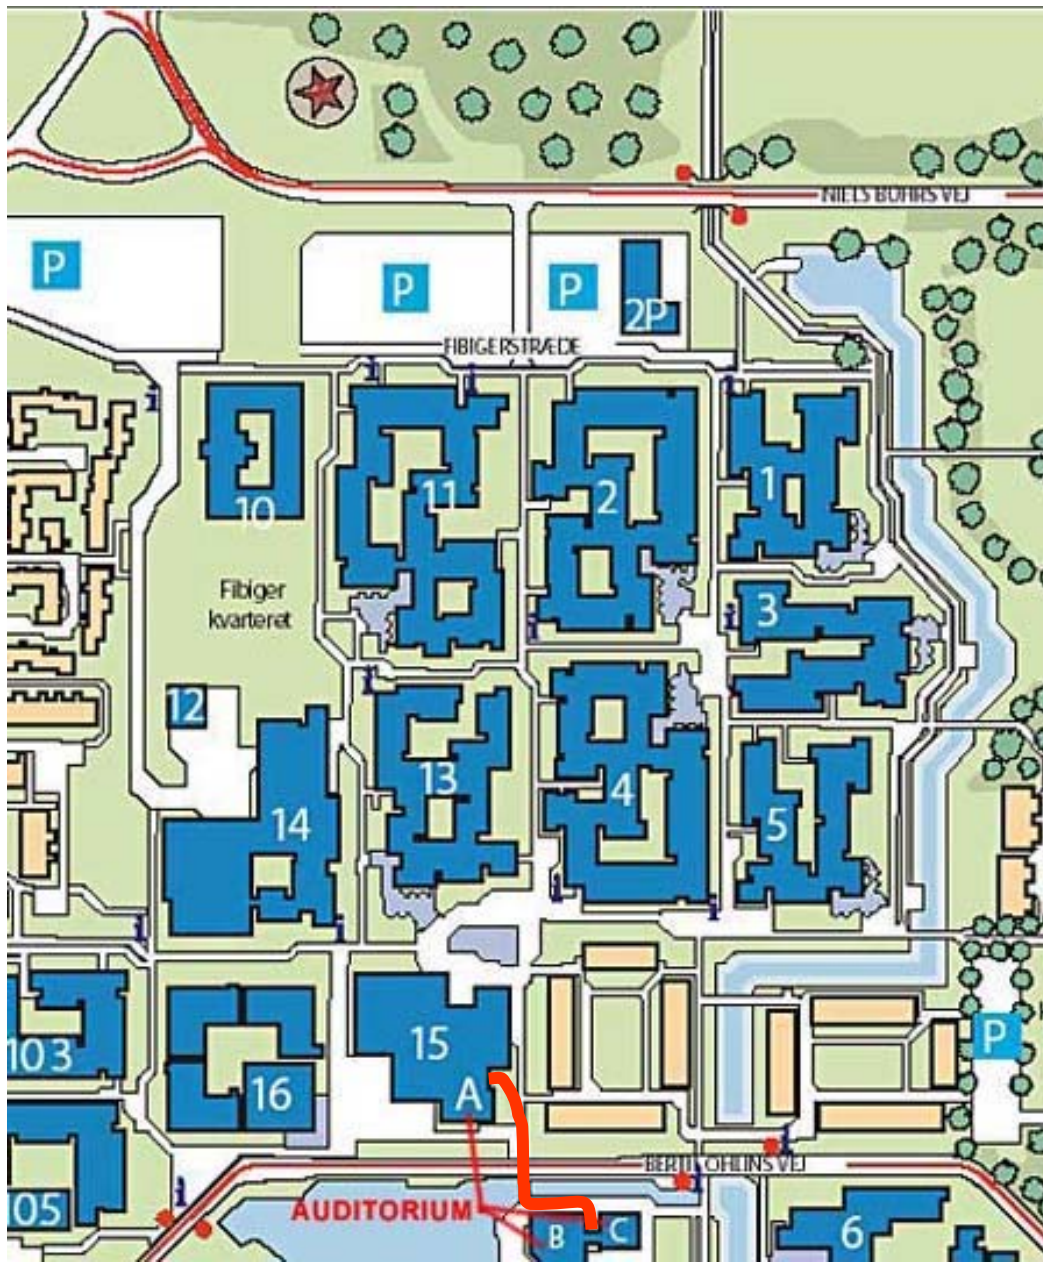 NIELS BOHRS VEJ
P
P
P
2P
FIBIGERSTRÆDE
i
i
i
i
10
11
2
1
Fibiger
kvarteret
3
i
i
i
i
12
13
4
14
5
i
i
i
i
103
15
16
A
P
i
BERTIL OHLINS VEJ
i
i
105
AUDITORIUM
B
C
6